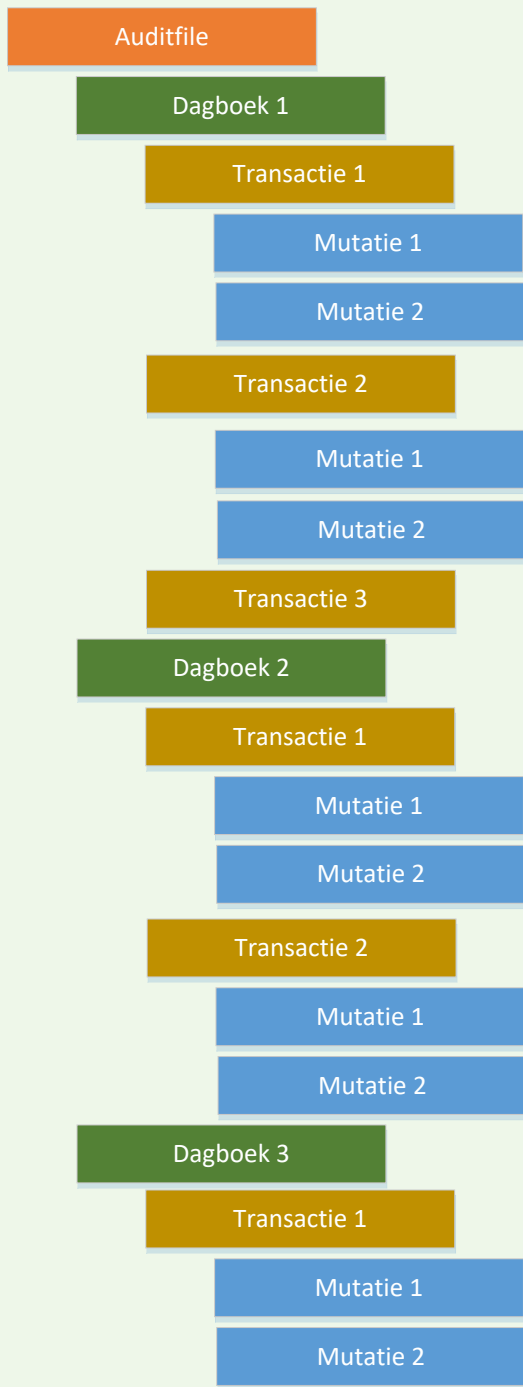 Auditfile
Dagboek 1
Transactie 1
Mutatie 1
Mutatie 2
Transactie 2
Mutatie 1
Mutatie 2
Transactie 3
Dagboek 2
Transactie 1
Mutatie 1
Mutatie 2
Transactie 2
Mutatie 1
Mutatie 2
Dagboek 3
Transactie 1
Mutatie 1
Mutatie 2